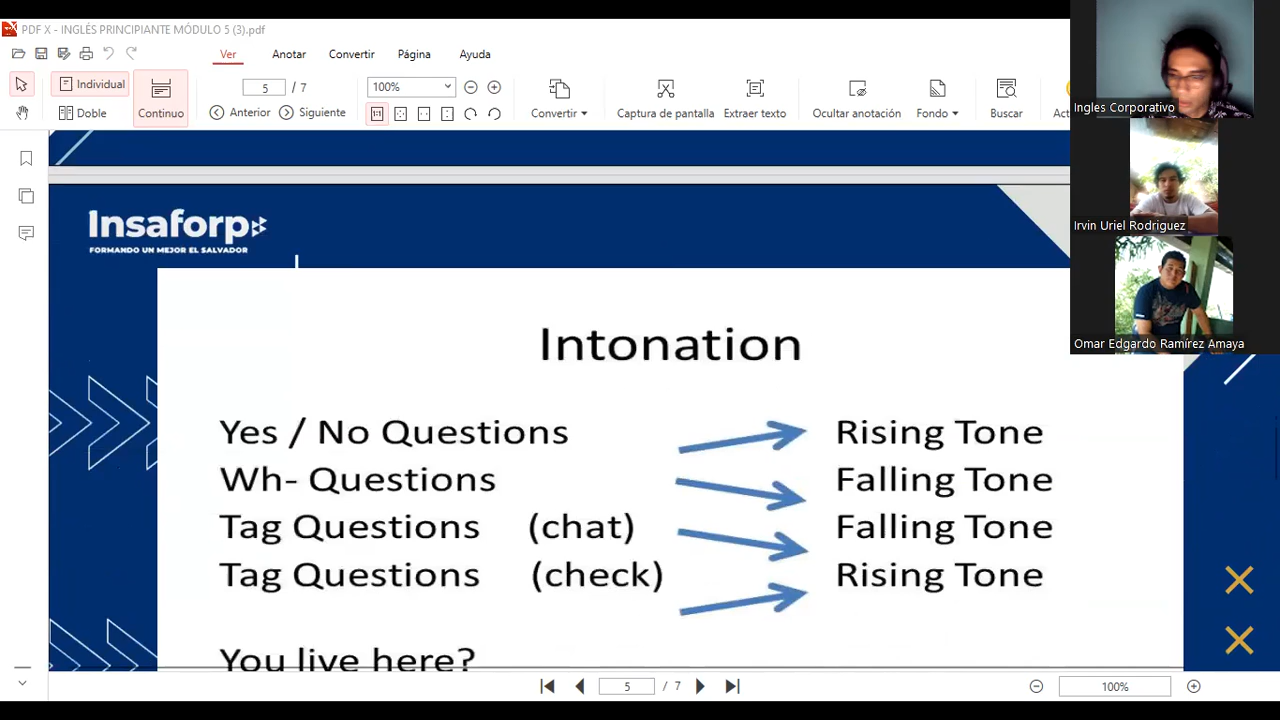 PDF X - INGLÉS PRINCIPIANTE MÓDULO 5 (3).pdf
Ver Anotar Convertir Página Ayuda
Individual
Doble
Continuo
5 / 7
Anterior Siguiente
100%
1:1
Convertir
Captura de pantalla
Extraer texto
Ocultar anotación
Fondo
Buscar
Ingles Corporativo
Irvin Uriel Rodriguez
Omar Edgardo Ramírez Amaya
Insaforp
FORMANDO UN MEJOR EL SALVADOR
Intonation
Yes / No Questions Rising Tone
Wh- Questions Falling Tone
Tag Questions (chat) Falling Tone
Tag Questions (check) Rising Tone
You live here?
5 / 7
100%